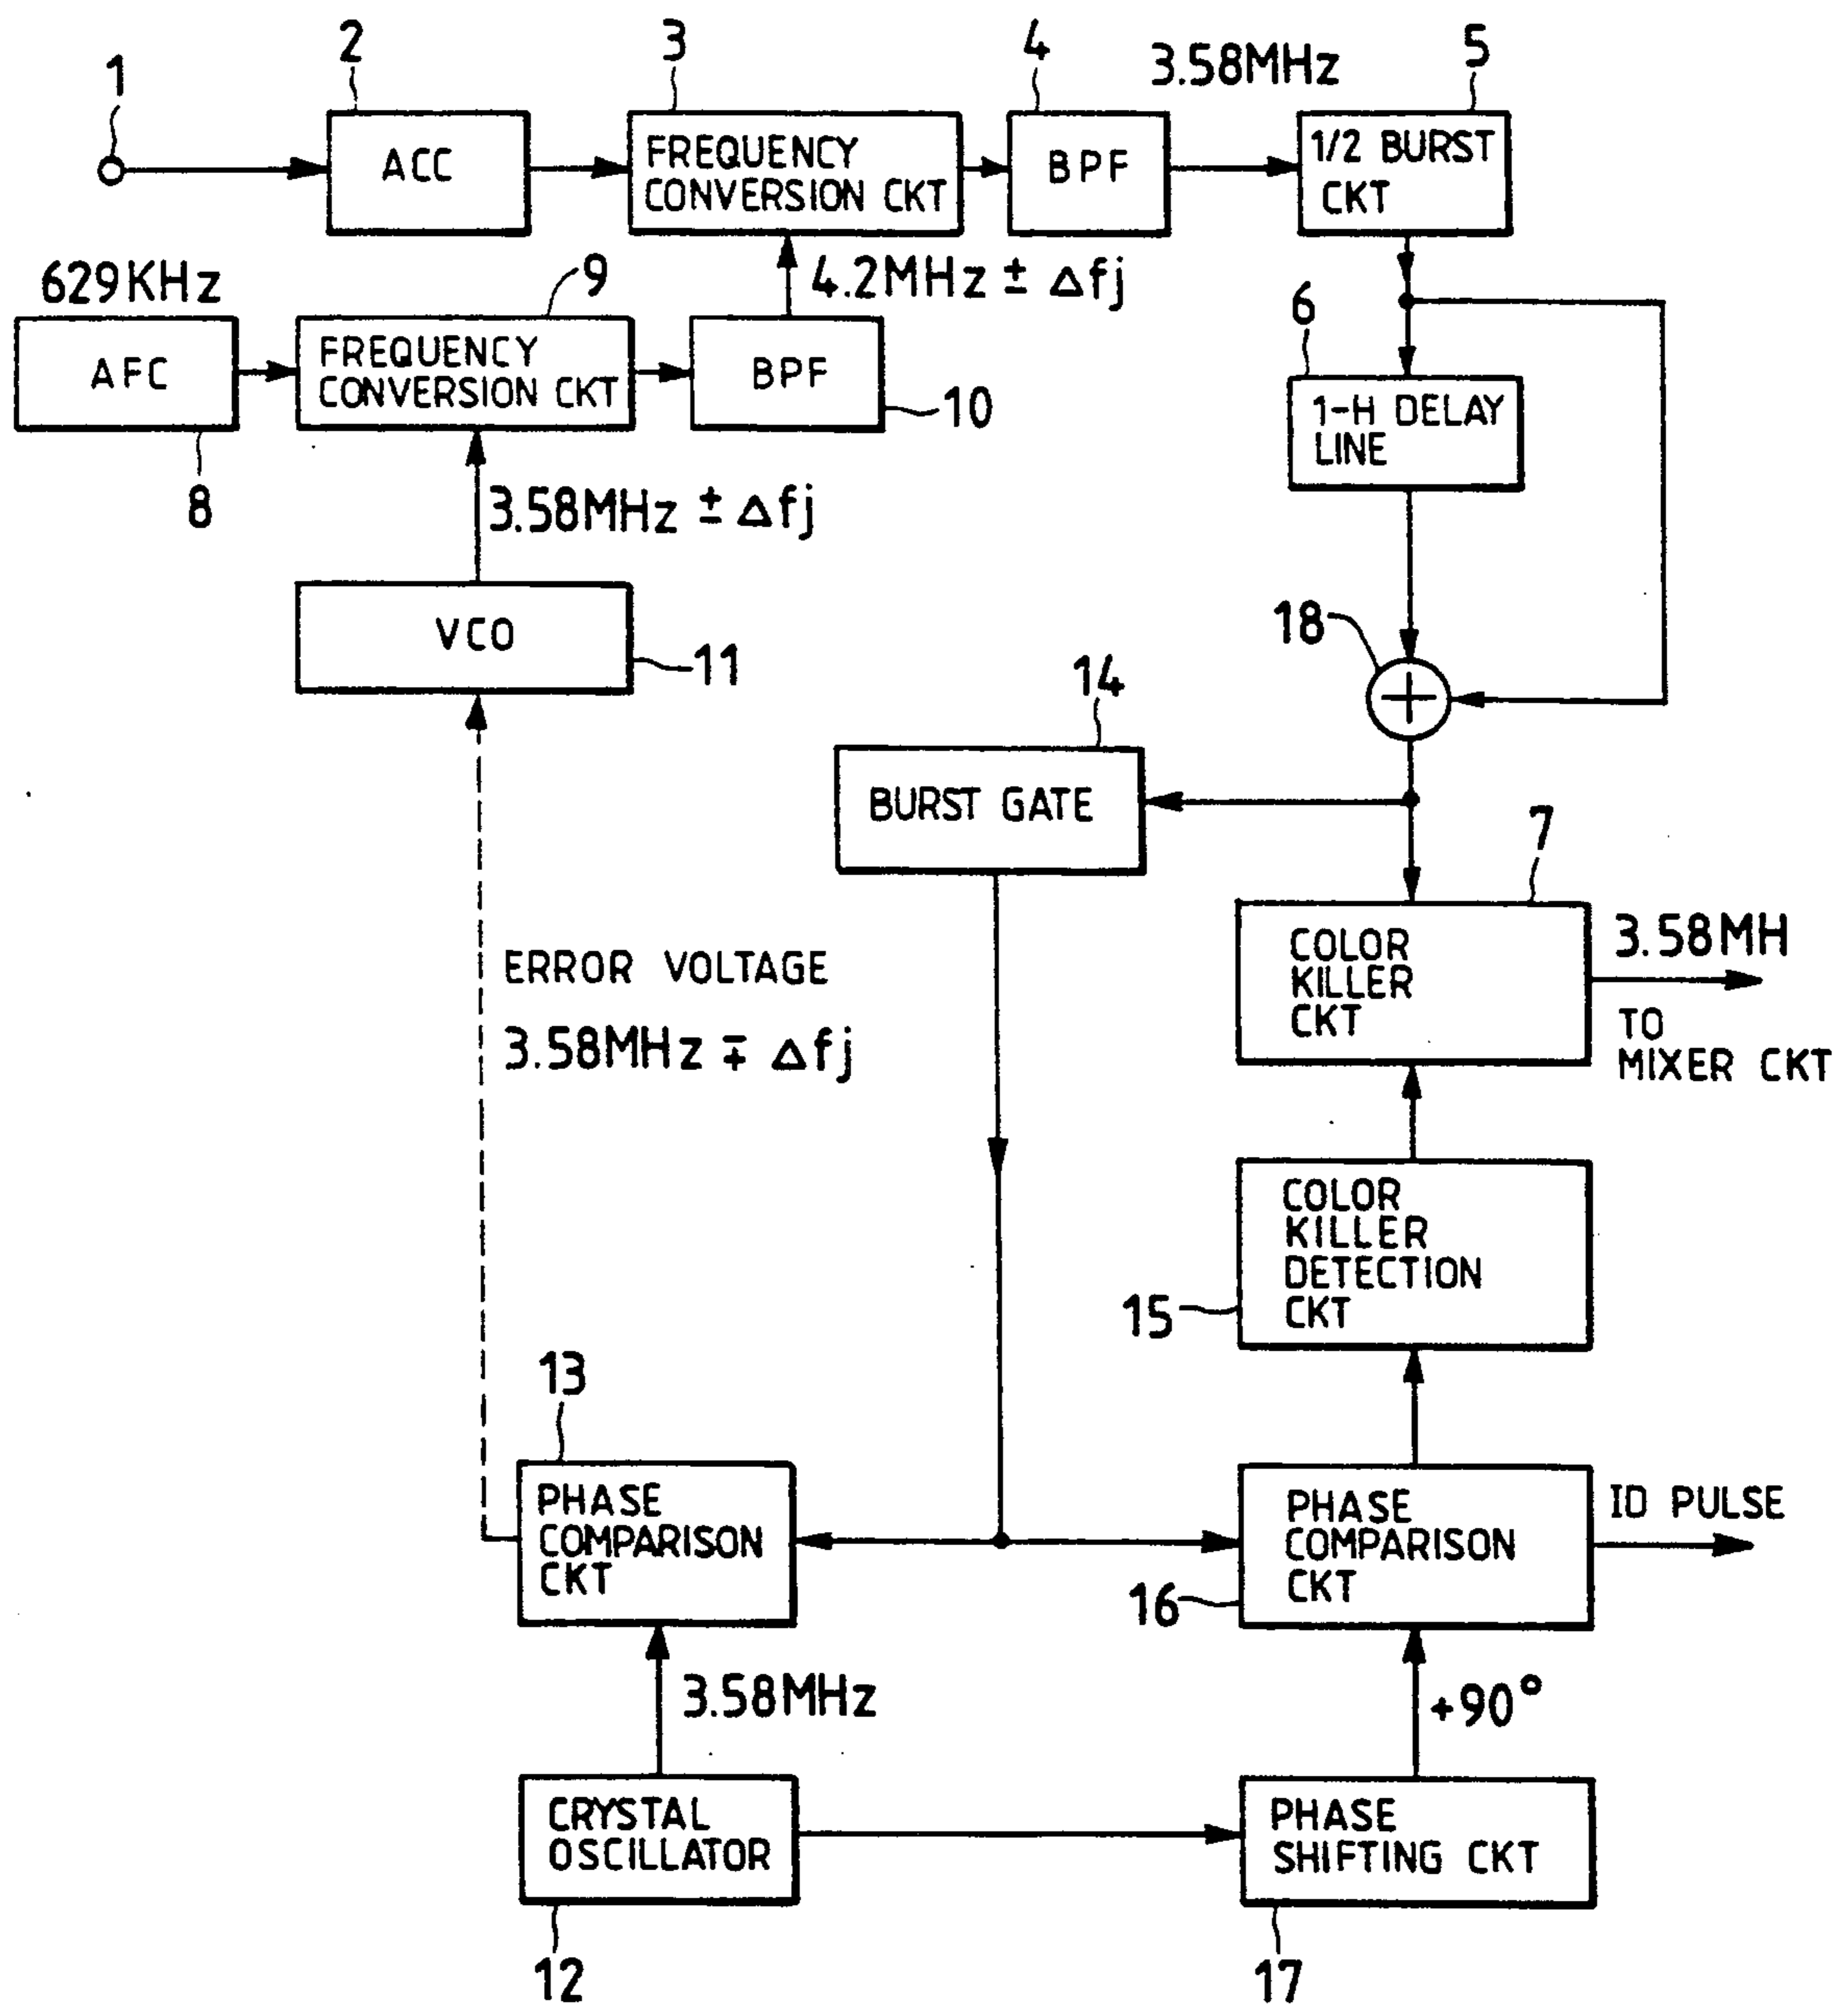 1
2
ACC
3
FREQUENCY
CONVERSION CKT
4
BPF
3.58MHz
5
1/2 BURST
CKT
629KHz
AFC
8
9
FREQUENCY
CONVERSION CKT
BPF
10
4.2MHz ± Δfj
6
1-H DELAY
LINE
3.58MHz ± Δfj
VCO
11
18
+
14
BURST GATE
7
COLOR
KILLER
CKT
3.58MH
TO
MIXER CKT
ERROR VOLTAGE
3.58MHz ∓ Δfj
COLOR
KILLER
DETECTION
CKT
15
13
PHASE
COMPARISON
CKT
PHASE
COMPARISON
CKT
16
ID PULSE
3.58MHz
+90°
CRYSTAL
OSCILLATOR
12
PHASE
SHIFTING CKT
17